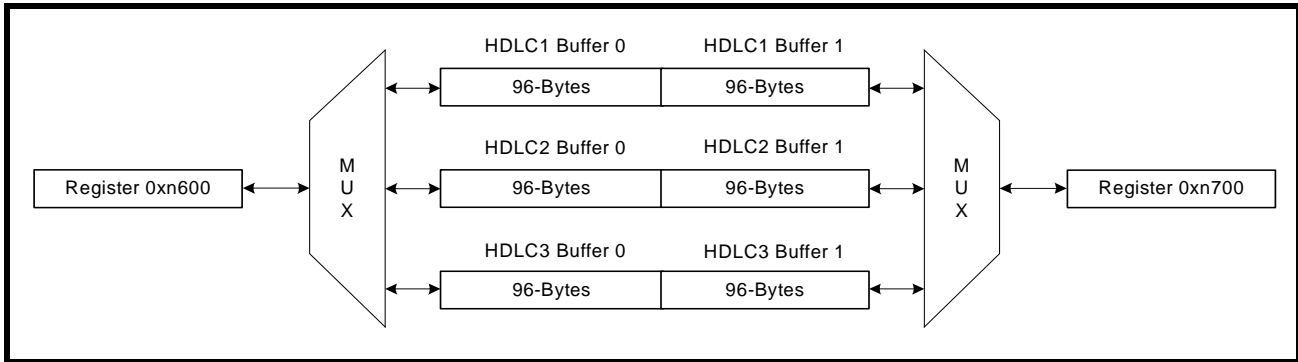 HDLC1 Buffer 0
HDLC1 Buffer 1
96-Bytes
96-Bytes
HDLC2 Buffer 0
HDLC2 Buffer 1
M
U
X
M
U
X
Register 0xn600
96-Bytes
96-Bytes
Register 0xn700
HDLC3 Buffer 0
HDLC3 Buffer 1
96-Bytes
96-Bytes